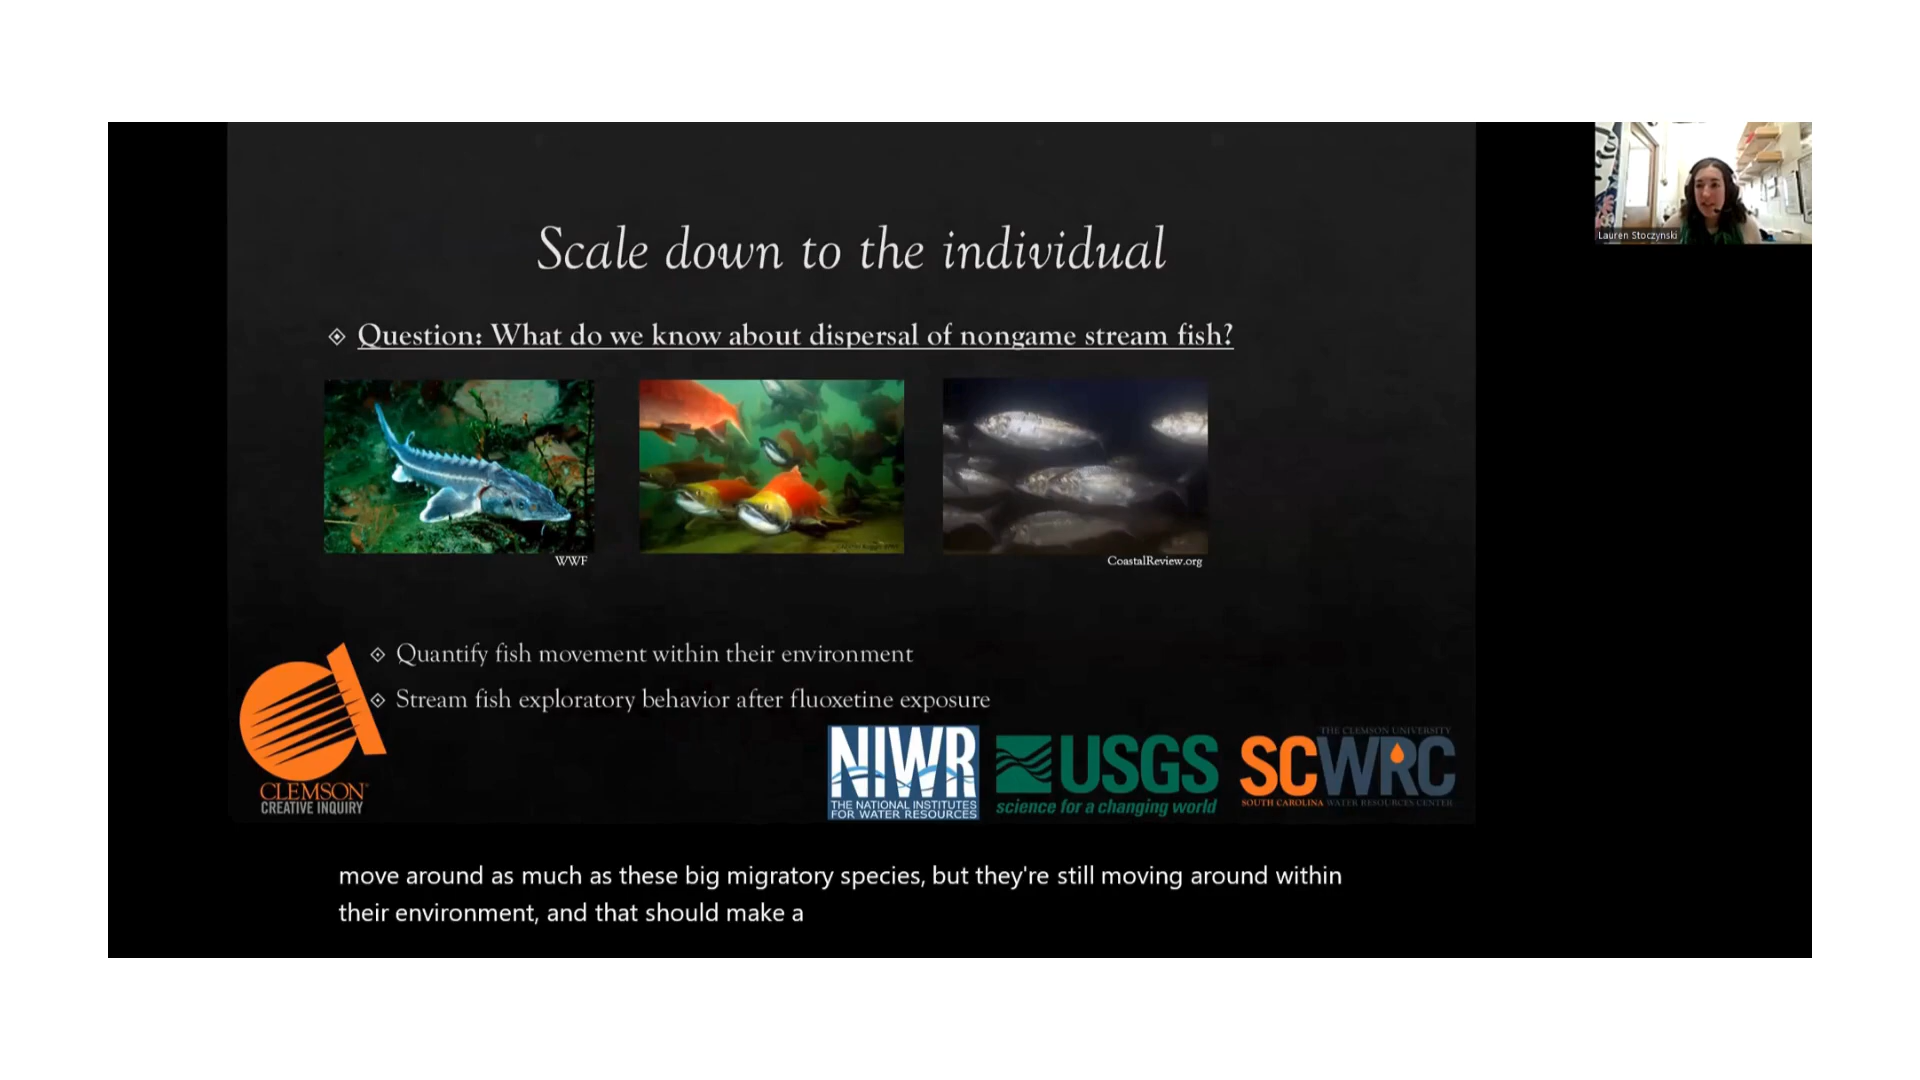 Lauren Stoczynski
Scale down to the individual
Question: What do we know about dispersal of nongame stream fish?
WWF
CoastalReview.org
Quantify fish movement within their environment
Stream fish exploratory behavior after fluoxetine exposure
CLEMSON®
CREATIVE INQUIRY
NIWR
THE NATIONAL INSTITUTES
FOR WATER RESOURCES
USGS
science for a changing world
THE CLEMSON UNIVERSITY
SCWRC
SOUTH CAROLINA WATER RESOURCES CENTER
move around as much as these big migratory species, but they're still moving around within
their environment, and that should make a